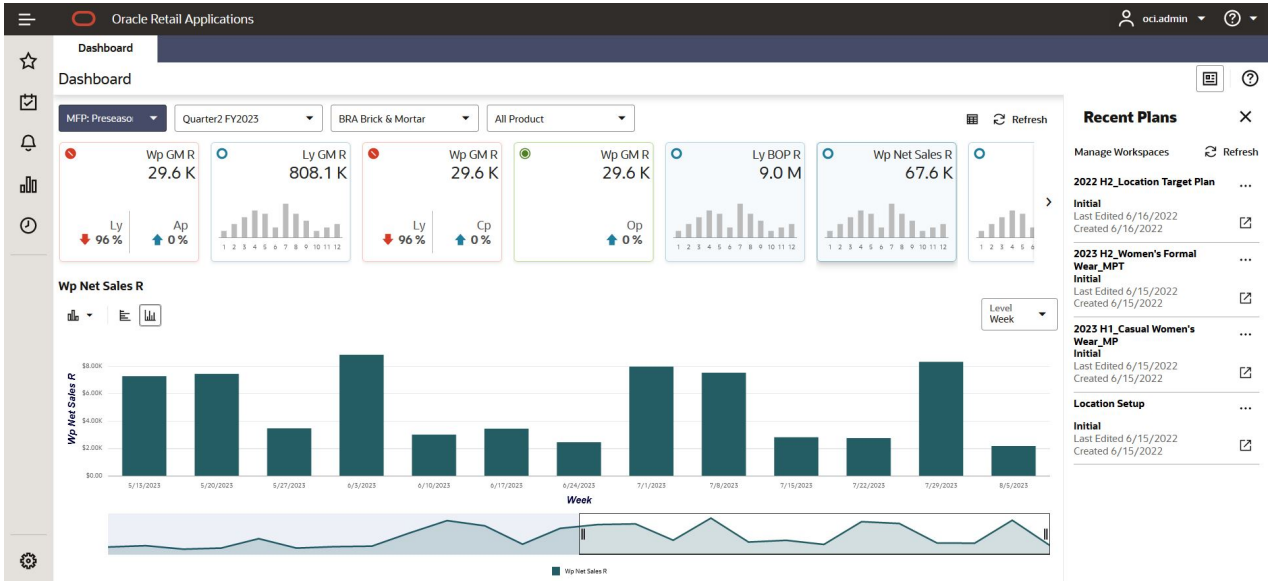 Oracle Retail Applications
oci.admin
Dashboard
Dashboard
MFP: Preseaso
Quarter2 FY2023
BRA Brick & Mortar
All Product
Refresh
Wp GM R
29.6 K
Ly
96 %
Ap
0 %
Ly GM R
808.1 K
1 2 3 4 5 6 7 8 9 10 11 12
Wp GM R
29.6 K
Ly
96 %
Cp
0 %
Wp GM R
29.6 K
Op
0 %
Ly BOP R
9.0 M
1 2 3 4 5 6 7 8 9 10 11 12
Wp Net Sales R
67.6 K
1 2 3 4 5 6 7 8 9 10 11 12
1 2 3 4 5 6
Wp Net Sales R
Level
Week
Wp Net Sales R
$8.00K
$6.00K
$4.00K
$2.00K
$0.00
5/13/2023 5/20/2023 5/27/2023 6/3/2023 6/10/2023 6/17/2023 6/24/2023 7/1/2023 7/8/2023 7/15/2023 7/22/2023 7/29/2023 8/5/2023
Week
Wp Net Sales R
Recent Plans
Manage Workspaces
Refresh
2022 H2_Location Target Plan
Initial
Last Edited 6/16/2022
Created 6/16/2022
2023 H2_Women's Formal
Wear_MPT
Initial
Last Edited 6/15/2022
Created 6/15/2022
2023 H1_Casual Women's
Wear_MP
Initial
Last Edited 6/15/2022
Created 6/15/2022
Location Setup
Initial
Last Edited 6/15/2022
Created 6/15/2022